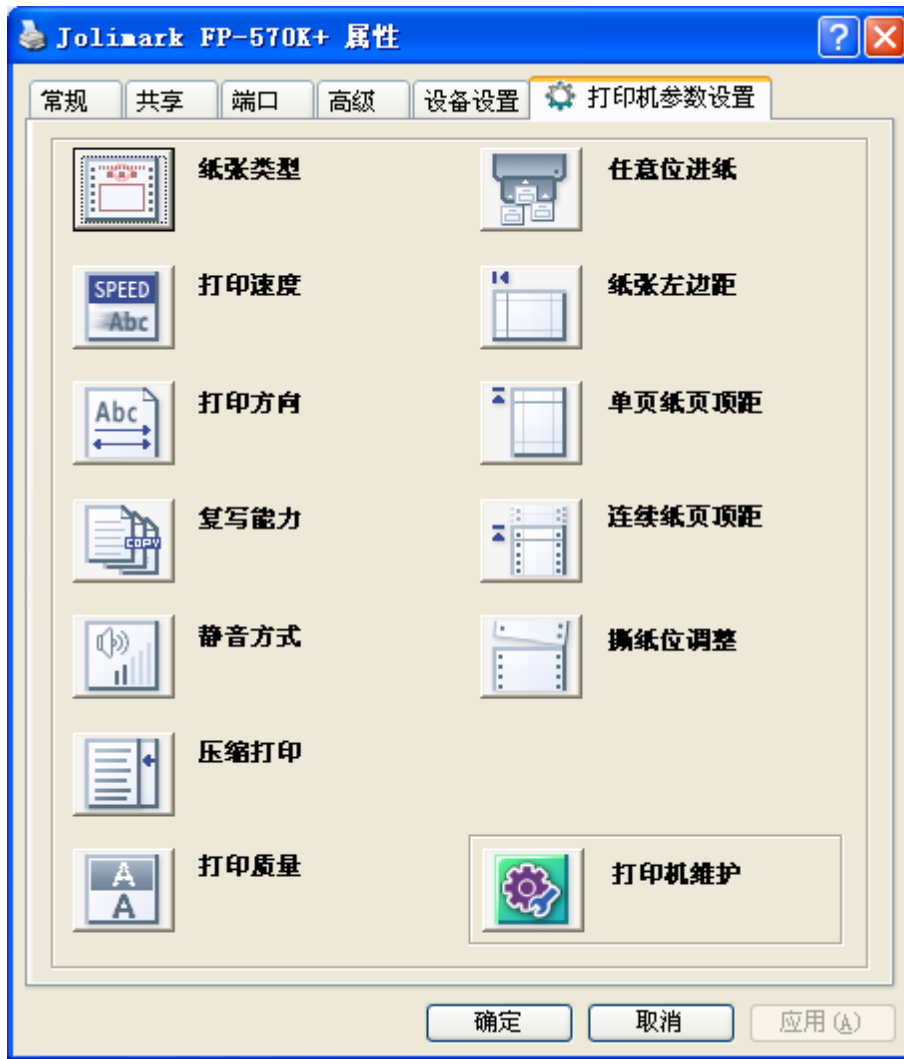 Jolimark FP-570K+ 属性
常规 共享 端口 高级 设备设置 打印机参数设置
纸张类型 任意位进纸
SPEED
Abc
打印速度 纸张左边距
Abc
打印方向 单页纸页顶距
COPY
复写能力 连续纸页顶距
静音方式 撕纸位调整
压缩打印
A
A
打印质量 打印机维护
确定 取消 应用(A)